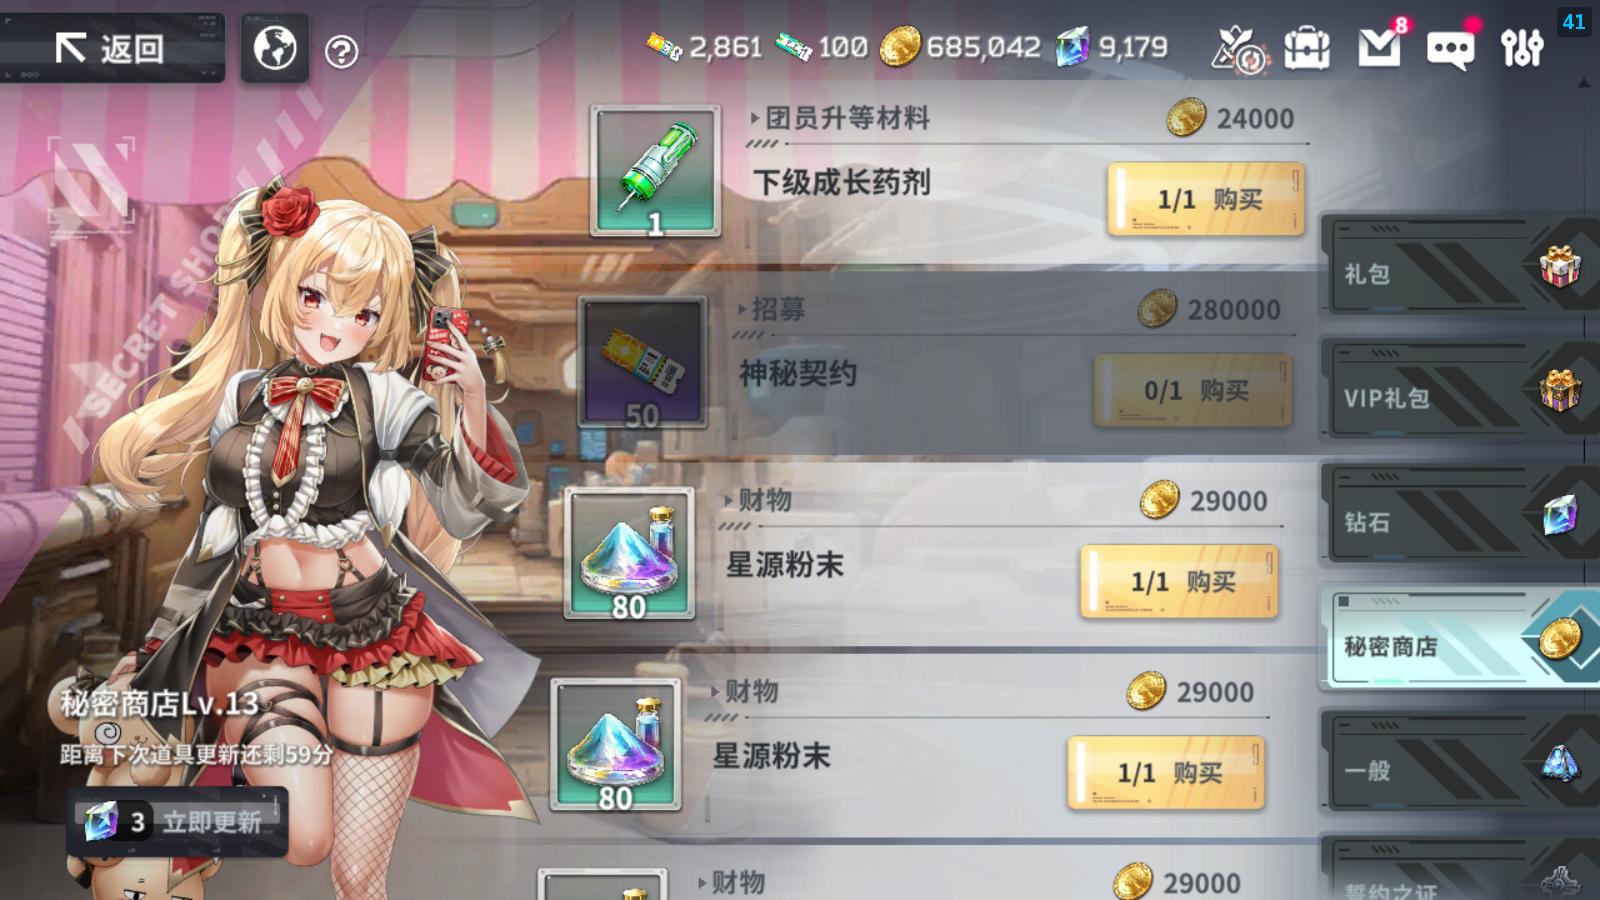 返回
2,861
100
685,042
9,179
8
41
SECRET SHOP
团员升等材料
24000
下级成长药剂
1
1/1 购买
招募
280000
神秘契约
50
0/1 购买
财物
29000
星源粉末
80
1/1 购买
财物
29000
星源粉末
80
1/1 购买
财物
29000
礼包
VIP礼包
钻石
秘密商店
一般
誓约之证
秘密商店Lv.13
距离下次道具更新还剩59分
3 立即更新